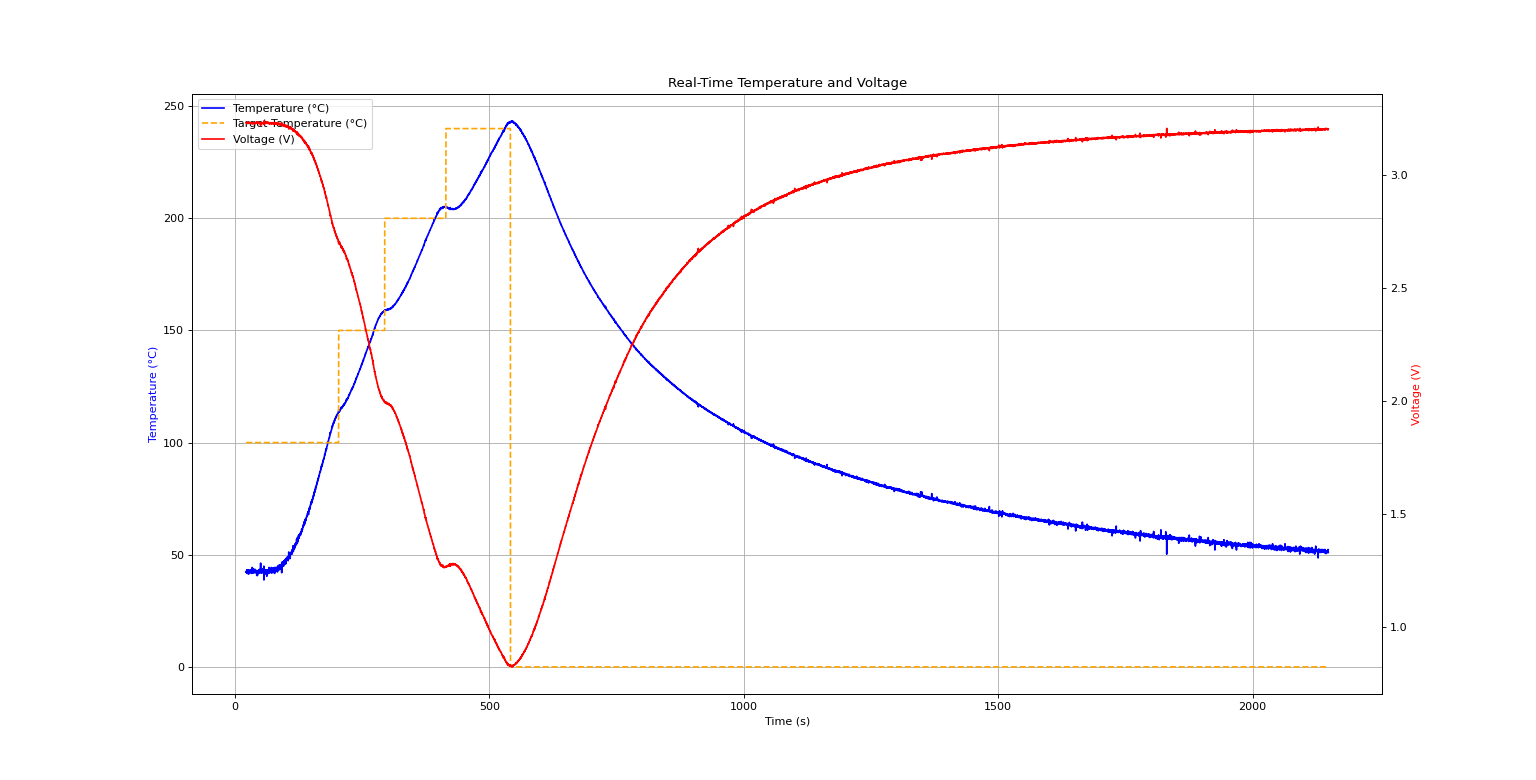 Real-Time Temperature and Voltage
Temperature (°C)
Target Temperature (°C)
Voltage (V)
250
200
150
100
50
0
Temperature (°C)
3.0
2.5
2.0
1.5
1.0
Voltage (V)
0
500
1000
1500
2000
Time (s)